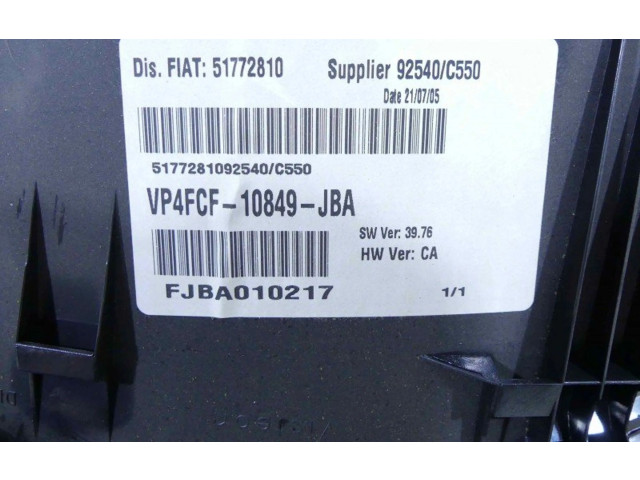 Dis. FIAT: 51772810 Supplier 92540/C550
Date 21/07/05
5177281092540/C550
VP4FCF-10849-JBA
SW Ver: 39.76
HW Ver: CA
FJBA010217 1/1